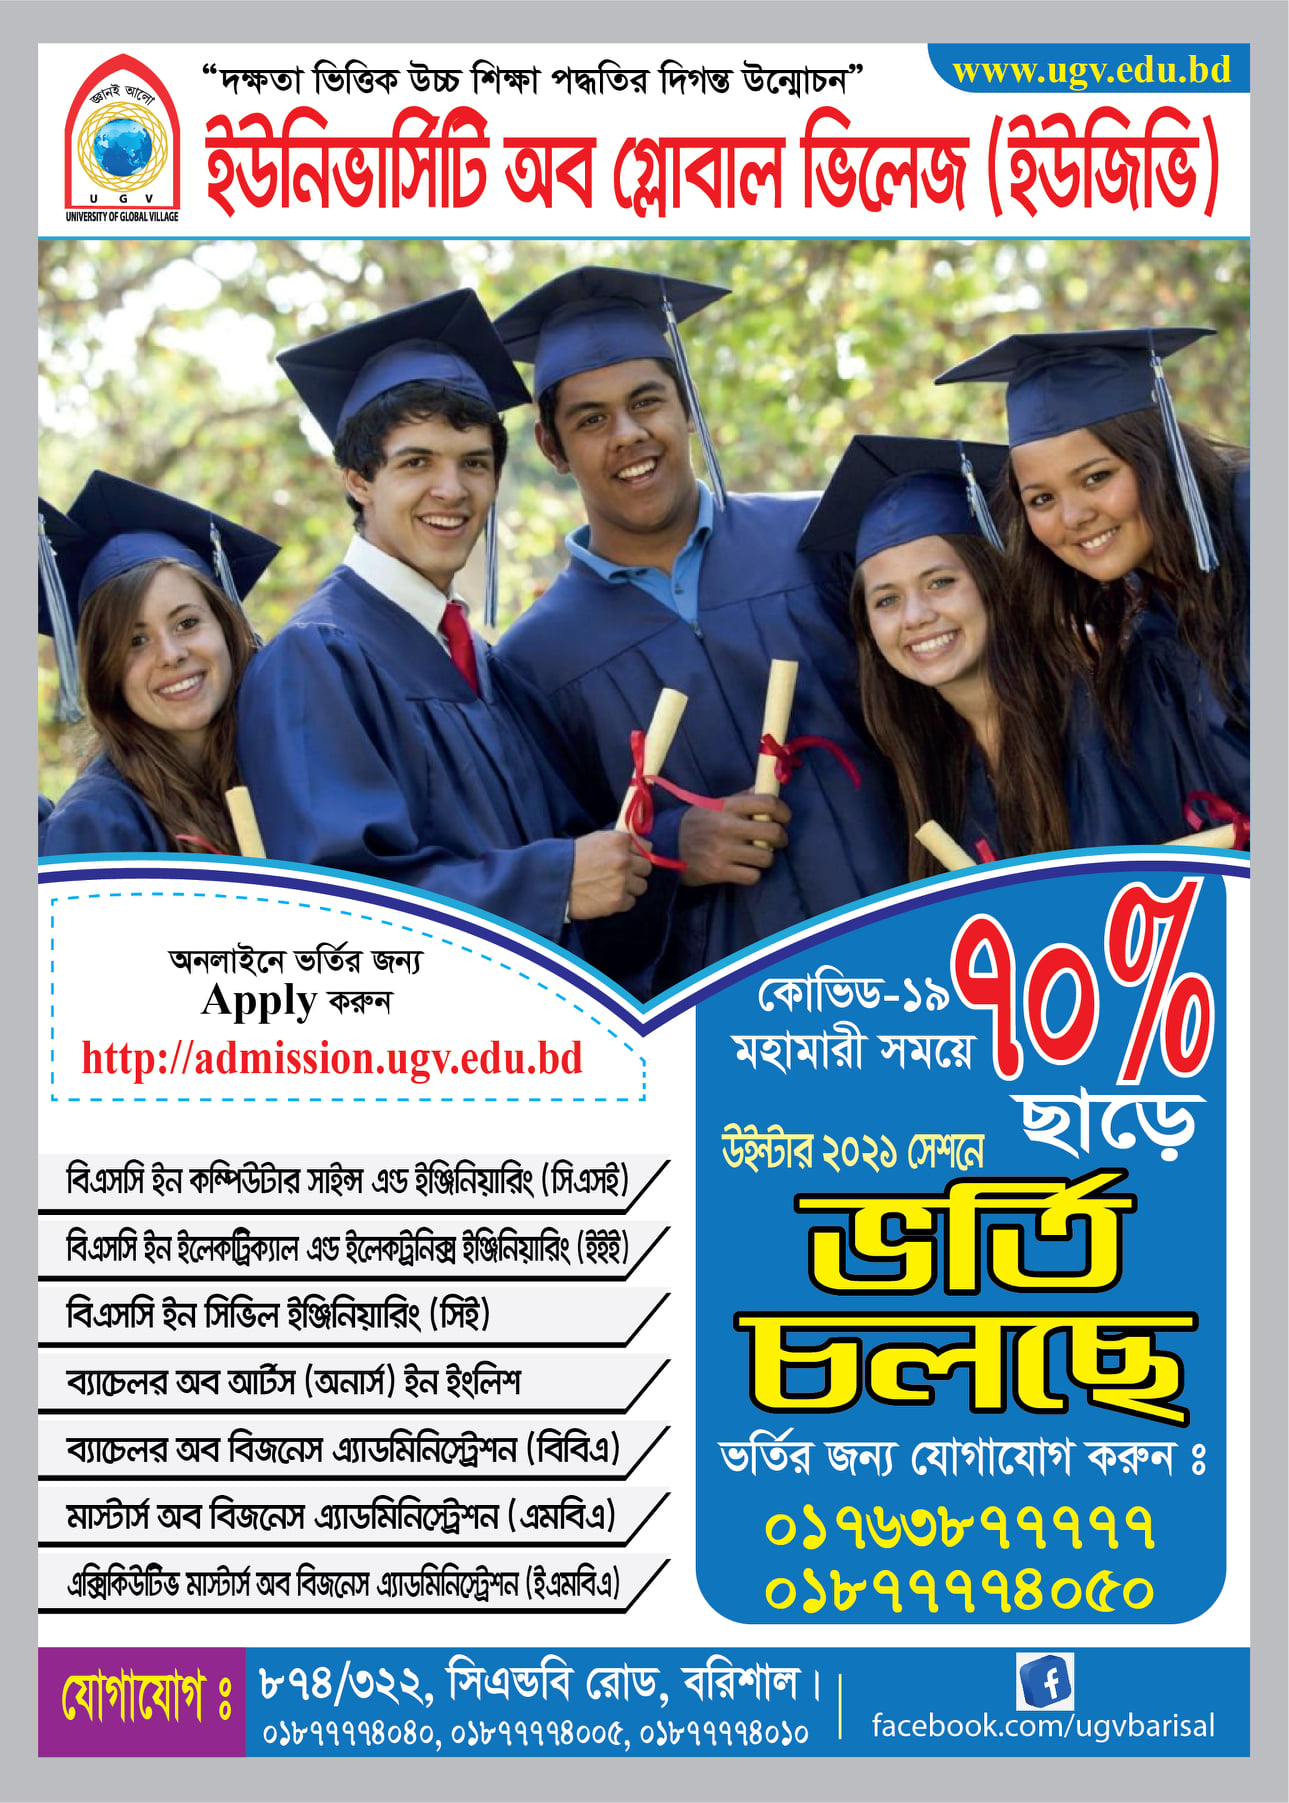 www.ugv.edu.bd
“দক্ষতা ভিত্তিক উচ্চ শিক্ষা পদ্ধতির দিগন্ত উন্মোচন”
ইউনিভার্সিটি অব গ্লোবাল ভিলেজ (ইউজিভি)
জ্ঞানই আলো
U G V
UNIVERSITY OF GLOBAL VILLAGE
অনলাইনে ভর্তির জন্য
Apply করুন
http://admission.ugv.edu.bd
বিএসসি ইন কম্পিউটার সাইন্স এন্ড ইঞ্জিনিয়ারিং (সিএসই)
বিএসসি ইন ইলেকট্রিক্যাল এন্ড ইলেকট্রনিক্স ইঞ্জিনিয়ারিং (ইইই)
বিএসসি ইন সিভিল ইঞ্জিনিয়ারিং (সিই)
ব্যাচেলর অব আর্টস (অনার্স) ইন ইংলিশ
ব্যাচেলর অব বিজনেস এ্যাডমিনিস্ট্রেশন (বিবিএ)
মাস্টার্স অব বিজনেস এ্যাডমিনিস্ট্রেশন (এমবিএ)
এক্সিকিউটিভ মাস্টার্স অব বিজনেস এ্যাডমিনিস্ট্রেশন (ইএমবিএ)
কোভিড-১৯
মহামারী সময়ে
৭০%
ছাড়ে
উইন্টার ২০২১ সেশনে
ভর্তি
চলছে
ভর্তির জন্য যোগাযোগ করুন ঃ
০১৭৬৩৮৭৭৭৭৭
০১৮৭৭৭৭৪০৫০
যোগাযোগ ঃ
৮৭৪/৩২২, সিএন্ডবি রোড, বরিশাল।
০১৮৭৭৭৭৪০৪০, ০১৮৭৭৭৭৪০০৫, ০১৮৭৭৭৭৪০১০
f
facebook.com/ugvbarisal